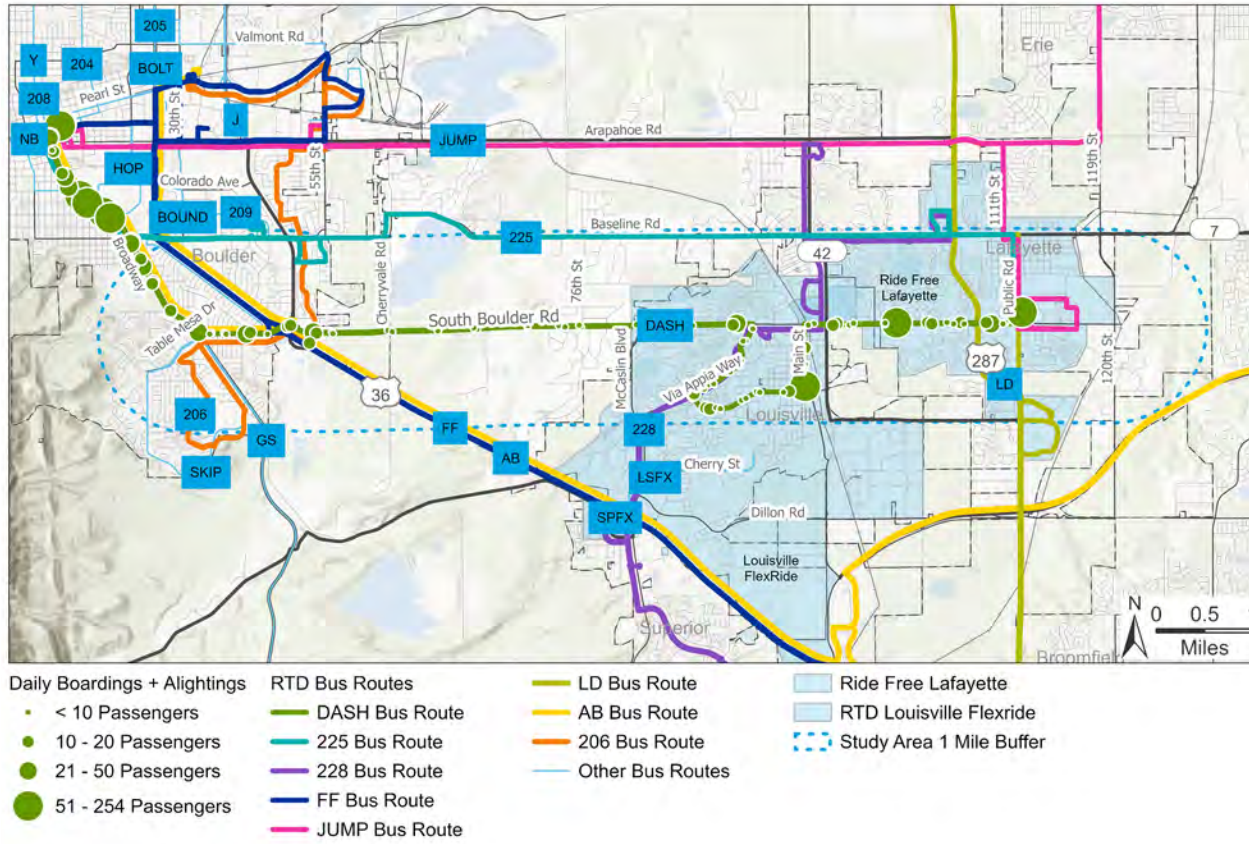 205
Valmont Rd
Y
204
BOLT
Erie
208
Pearl St
30th St
J
NB
JUMP
Arapahoe Rd
HOP
55th St
Colorado Ave
111th St
119th St
BOUND
209
Baseline Rd
225
7
Boulder
Lafayette
42
Broadway
Cherryvale Rd
76th St
Ride Free
Lafayette
Public Rd
South Boulder Rd
DASH
Table Mesa Dr
McCaslin Blvd
Main St
120th St
287
LD
Via Appia Way
36
Louisville
206
228
GS
FF
SKIP
AB
Cherry St
LSFX
SPFX
Dillon Rd
Louisville
FlexRide
Superior
N
0 0.5
Miles
Broomfiel
Daily Boardings + Alightings
< 10 Passengers
10 - 20 Passengers
21 - 50 Passengers
51 - 254 Passengers
RTD Bus Routes
DASH Bus Route
225 Bus Route
228 Bus Route
FF Bus Route
JUMP Bus Route
LD Bus Route
AB Bus Route
206 Bus Route
Other Bus Routes
Ride Free Lafayette
RTD Louisville Flexride
Study Area 1 Mile Buffer